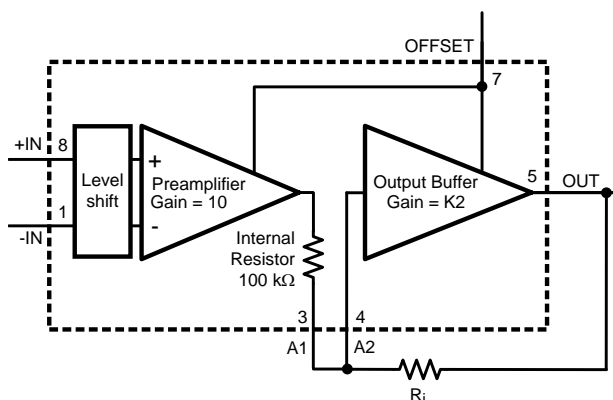 OFFSET
7
+IN
8
Level
shift
1
-IN
+
-
Preamplifier
Gain = 10
Output Buffer
Gain = K2
5
OUT
Internal
Resistor
100 kΩ
3
4
A1
A2
Ri